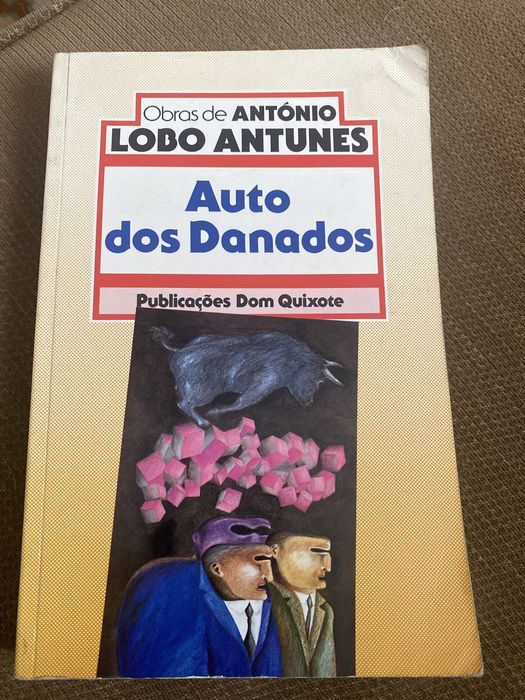 Obras de ANTÓNIO
LOBO ANTUNES
Auto
dos Danados
Publicações Dom Quixote